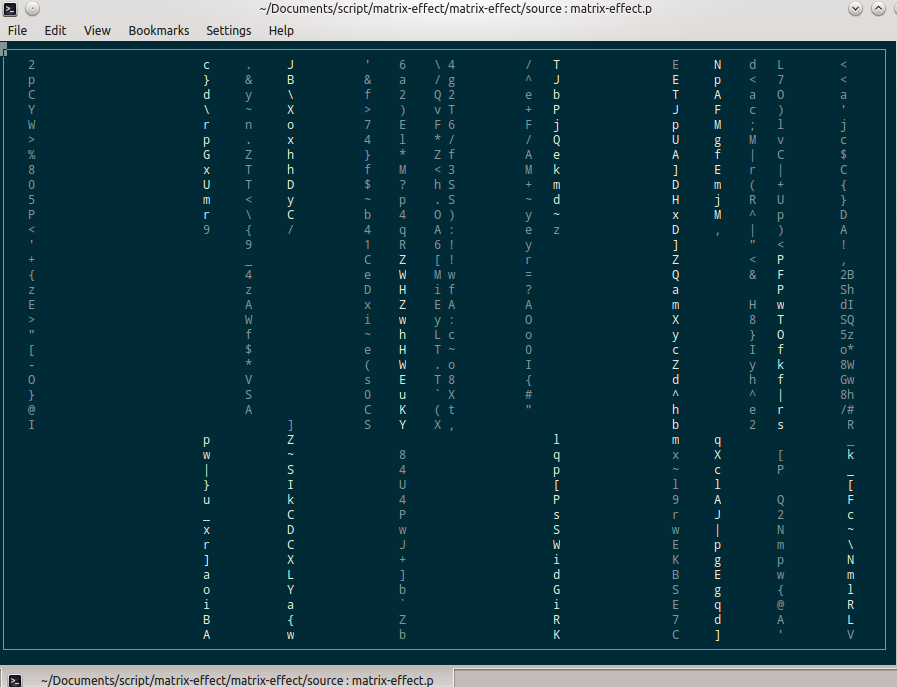 ~/Documents/script/matrix-effect/matrix-effect/source : matrix-effect.p
File Edit View Bookmarks Settings Help
2 c . J ' 6 \ 4 / T E N d L <
p } & B & a / g ^ J E p < 7 <
C d y \ f 2 Q 2 e b T A a O a
Y \ ~ X > ) v T + P J F c ) '
W r n o 7 E F 6 F j p M ; l j
> p . x 4 l * / / Q U g M v c
% G Z h } * Z f A e A f | C $
8 x T h f M < 3 M k ] E r | C
0 U T D $ ? h S + m D m ( + {
5 m < y ~ p . S ~ d H j R U }
P r \ C b 4 O ) y ~ x M ^ p D
< 9 { / 4 q A : e z D , | ) A
' 9 1 R 6 ! y ] " < !
+ _ C Z [ ! r Z < P ,
{ 4 e W M w = Q & F 2B
z z D H i f ? a P Sh
E A x Z E A A m H w dI
> W i w y : O X 8 T SQ
" f ~ h L c o y } O 5z
[ $ e H T ~ O c I f o*
- * ( W . o I Z y k 8W
O V s E T 8 { d h f Gw
} S O u ` X # ^ ^ | 8h
@ A C K ( t " h e r /#
I ] S Y X , b 2 s R
p Z l m q _
w ~ 8 q x X [ k
| S 4 p ~ c P _
} I U [ l l [
u k 4 P 9 A Q F
_ C P s r J 2 c
x D w S w | N ~
r C J W E p m \
] X + i K g p N
a L ] d B E w m
o Y b G S g { l
i a ` i E q @ R
B { Z R 7 d A L
A w b K C ] ' V
~/Documents/script/matrix-effect/matrix-effect/source : matrix-effect.p